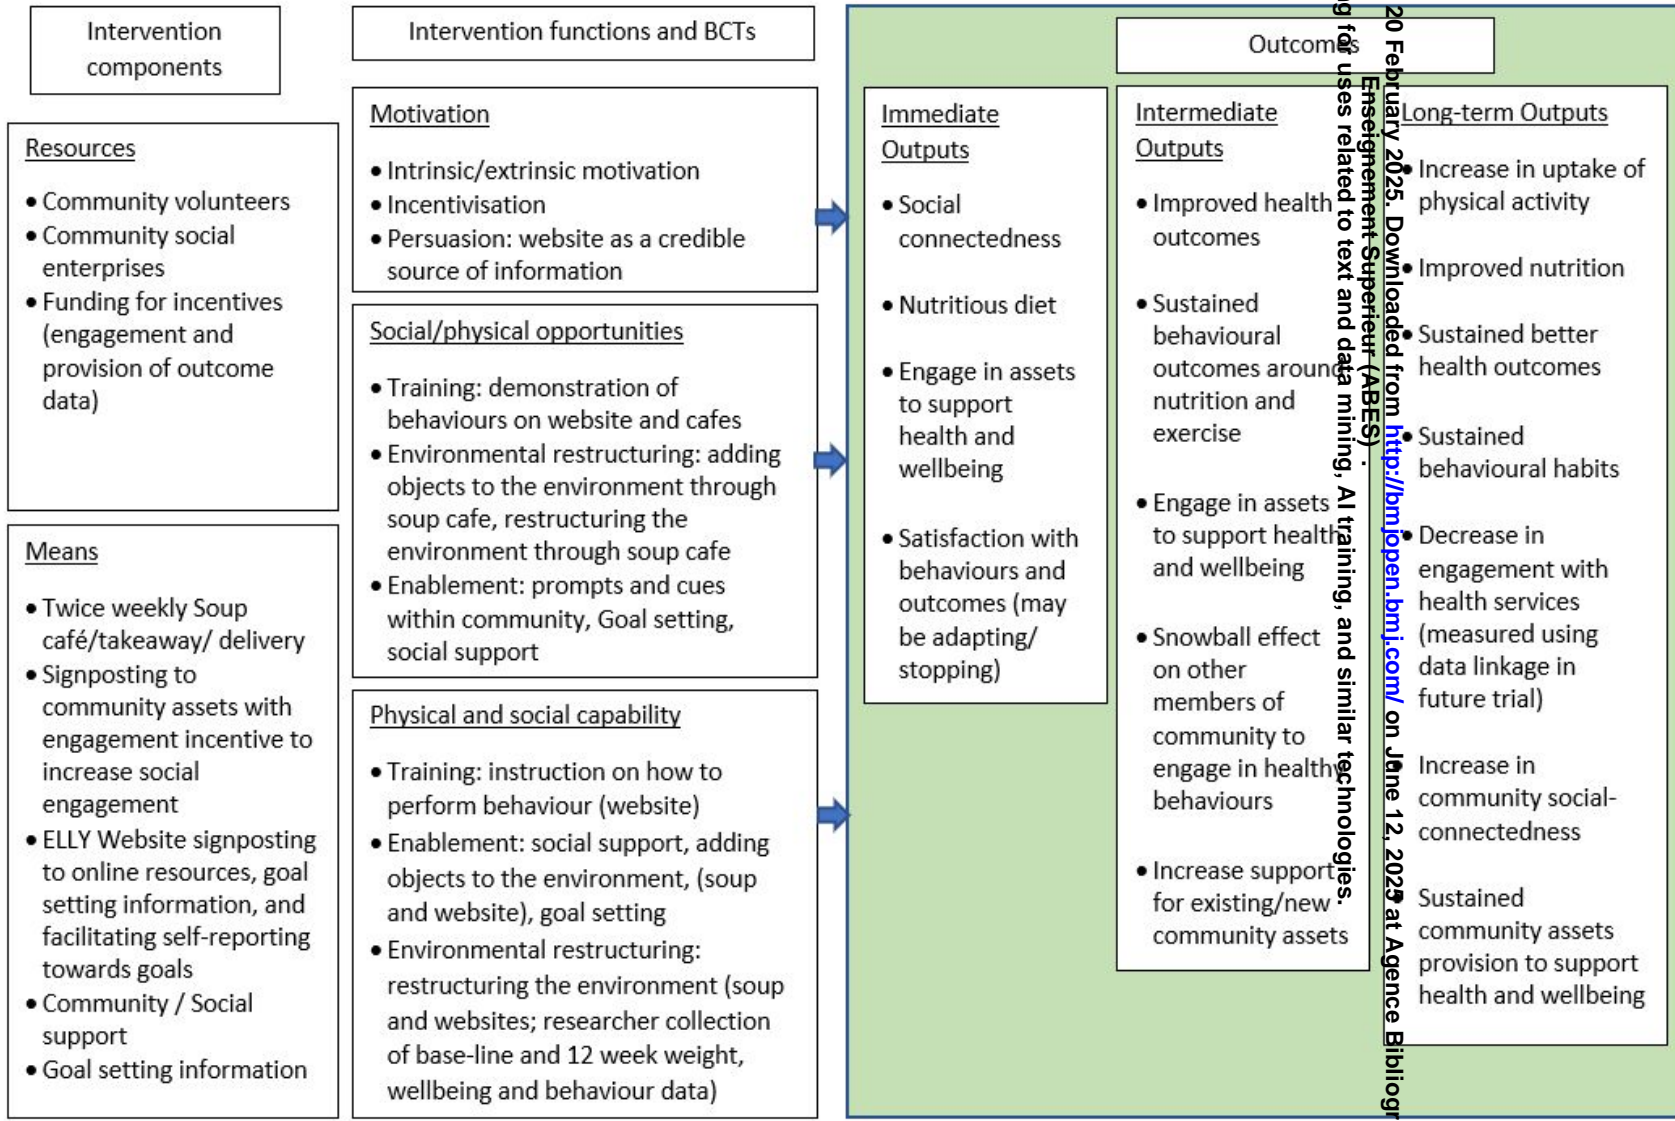 Intervention
components
Resources
• Community volunteers
• Community social
enterprises
• Funding for incentives
(engagement and
provision of outcome
data)
Means
• Twice weekly Soup
café/takeaway/ delivery
• Signposting to
community assets with
engagement incentive to
increase social
engagement
• ELLY Website signposting
to online resources, goal
setting information, and
facilitating self-reporting
towards goals
• Community / Social
support
• Goal setting information
Intervention functions and BCTs
Motivation
• Intrinsic/extrinsic motivation
• Incentivisation
• Persuasion: website as a credible
source of information
Social/physical opportunities
• Training: demonstration of
behaviours on website and cafes
• Environmental restructuring: adding
objects to the environment through
soup cafe, restructuring the
environment through soup cafe
• Enablement: prompts and cues
within community, Goal setting,
social support
Physical and social capability
• Training: instruction on how to
perform behaviour (website)
• Enablement: social support, adding
objects to the environment, (soup
and website), goal setting
• Environmental restructuring:
restructuring the environment (soup
and websites; researcher collection
of base-line and 12 week weight,
wellbeing and behaviour data)
Outcomes
Immediate
Outputs
• Social
connectedness
• Nutritious diet
• Engage in assets
to support
health and
wellbeing
• Satisfaction with
behaviours and
outcomes (may
be adapting/
stopping)
Intermediate
Outputs
• Improved health
outcomes
• Sustained
behavioural
outcomes around
nutrition and
exercise
• Engage in assets
to support health
and wellbeing
• Snowball effect
on other
members of
community to
engage in healthy
behaviours
• Increase support
for existing/new
community assets
Long-term Outputs
• Increase in uptake of
physical activity
• Improved nutrition
• Sustained better
health outcomes
• Sustained
behavioural habits
• Decrease in
engagement with
health services
(measured using
data linkage in
future trial)
• Increase in
community social-
connectedness
• Sustained
community assets
provision to support
health and wellbeing
20 February 2025. Downloaded from http://bmjopen.bmj.com/ on June 12, 2025 at Agence Bibliogr
Enseignement Superieur (ABES) .
for uses related to text and data mining, AI training, and similar technologies.